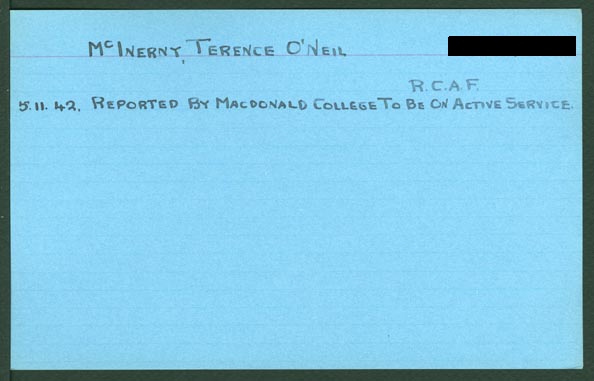 McINERNY, TERENCE O'NEIL
R.C.A.F.
5.11.42. REPORTED BY MACDONALD COLLEGE TO BE ON ACTIVE SERVICE.